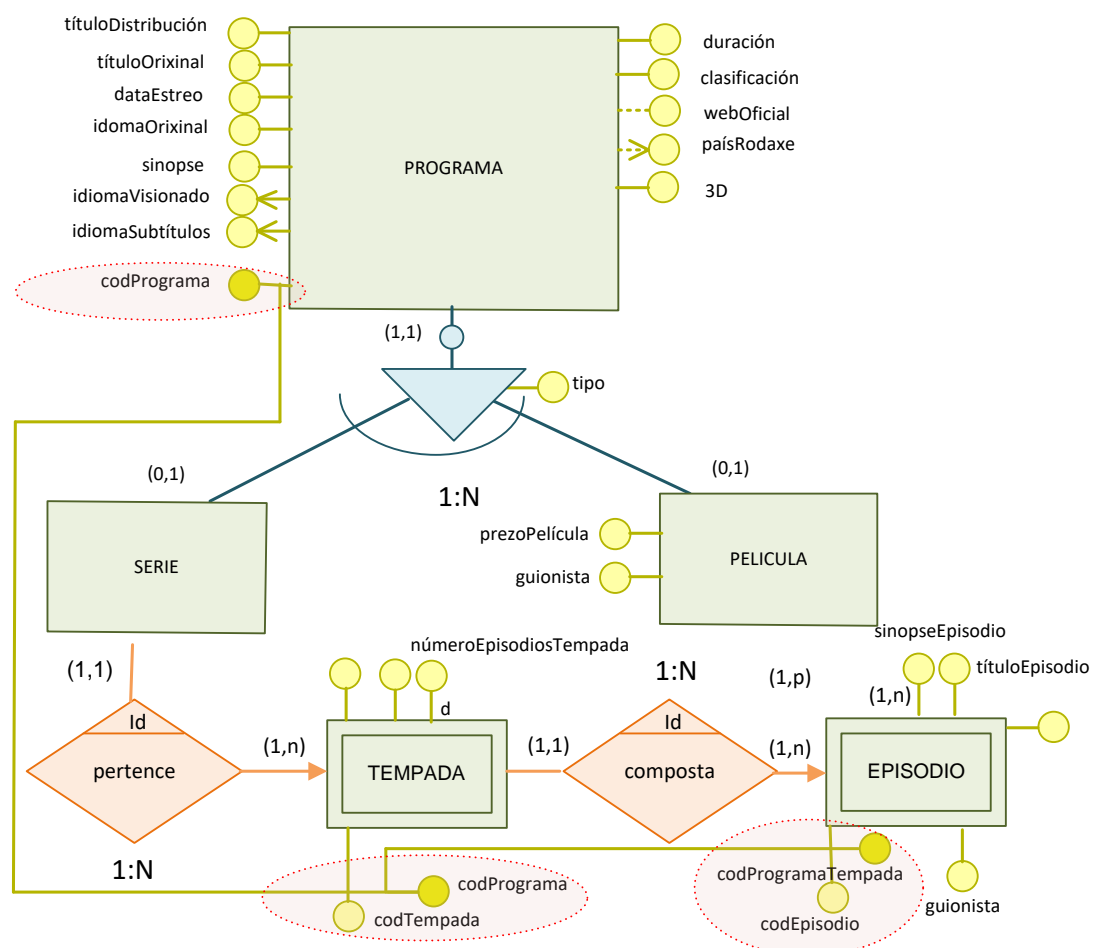 títuloDistribución
títuloOrixinal
dataEstreo
idomaOrixinal
sinopse
idiomaVisionado
idiomaSubtítulos
codPrograma
PROGRAMA
duración
clasificación
webOficial
paísRodaxe
3D
(1,1)
tipo
(0,1)
(0,1)
1:N
SERIE
prezoPelícula
guionista
PELICULA
sinopseEpisodio
títuloEpisodio
númeroEpisodiosTempada
d
(1,1)
1:N
(1,p)
(1,n)
Id
pertence
(1,n)
TEMPADA
(1,1)
Id
composta
(1,n)
EPISODIO
1:N
codPrograma
codTempada
codProgramaTempada
codEpisodio
guionista